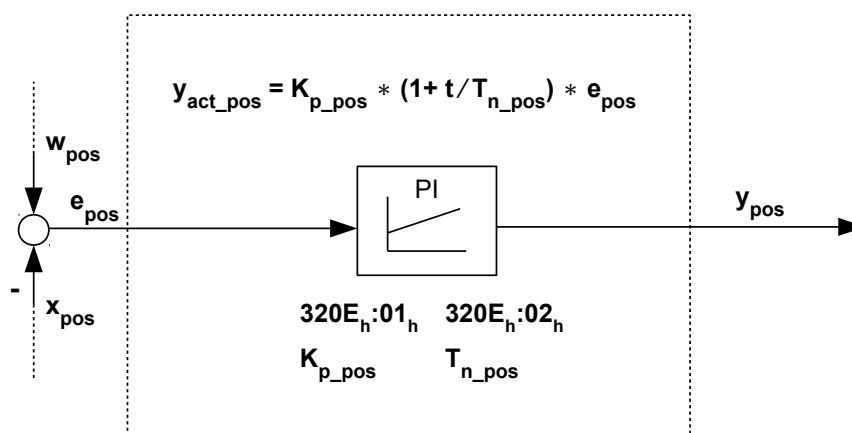 y_act_pos = K_p_pos * (1+ t/T_n_pos) * e_pos
w_pos
e_pos
PI
y_pos
-
x_pos
320E_h:01_h 320E_h:02_h
K_p_pos T_n_pos